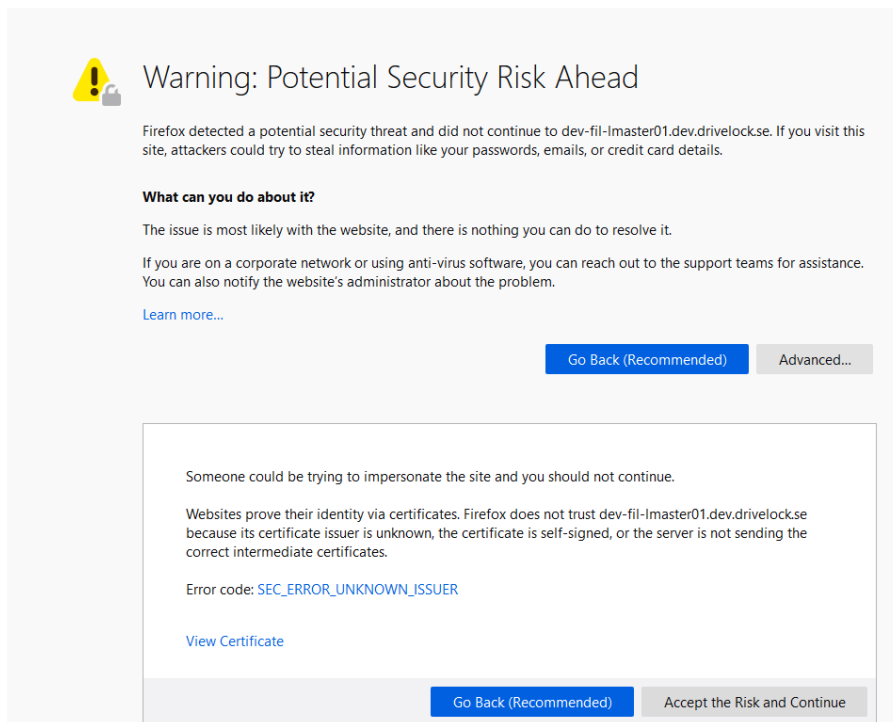 Warning: Potential Security Risk Ahead
Firefox detected a potential security threat and did not continue to dev-fil-lmaster01.dev.drivelock.se. If you visit this
site, attackers could try to steal information like your passwords, emails, or credit card details.
What can you do about it?
The issue is most likely with the website, and there is nothing you can do to resolve it.
If you are on a corporate network or using anti-virus software, you can reach out to the support teams for assistance.
You can also notify the website's administrator about the problem.
Learn more...
Go Back (Recommended) Advanced...
Someone could be trying to impersonate the site and you should not continue.
Websites prove their identity via certificates. Firefox does not trust dev-fil-lmaster01.dev.drivelock.se
because its certificate issuer is unknown, the certificate is self-signed, or the server is not sending the
correct intermediate certificates.
Error code: SEC_ERROR_UNKNOWN_ISSUER
View Certificate
Go Back (Recommended) Accept the Risk and Continue